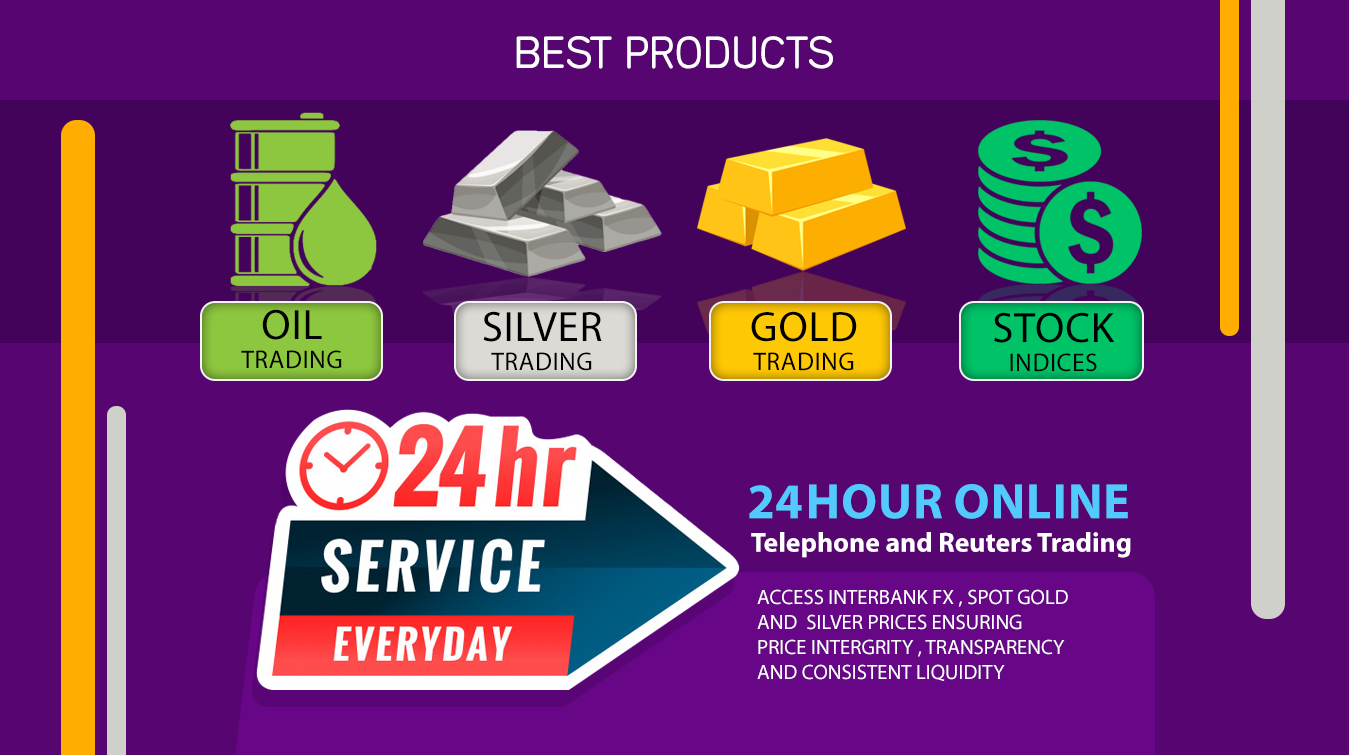 BEST PRODUCTS
OIL
TRADING
SILVER
TRADING
GOLD
TRADING
STOCK
INDICES
24hr
SERVICE
EVERYDAY
24HOUR ONLINE
Telephone and Reuters Trading
ACCESS INTERBANK FX , SPOT GOLD
AND SILVER PRICES ENSURING
PRICE INTERGRITY , TRANSPARENCY
AND CONSISTENT LIQUIDITY